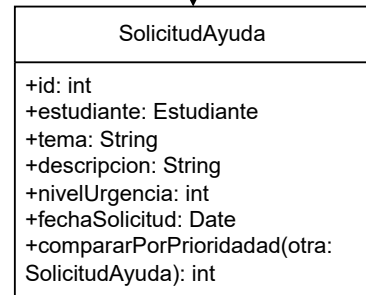 SolicitudAyuda
+id: int
+estudiante: Estudiante
+tema: String
+descripcion: String
+nivelUrgencia: int
+fechaSolicitud: Date
+compararPorPrioridadad(otra:
SolicitudAyuda): int